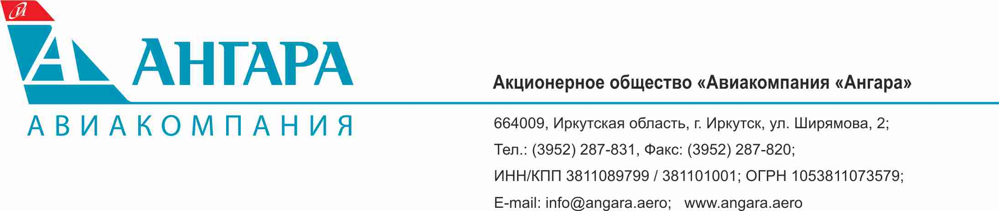 И
АНГАРА
АВИАКОМПАНИЯ
Акционерное общество «Авиакомпания «Ангара»
664009, Иркутская область, г. Иркутск, ул. Ширямова, 2;
Тел.: (3952) 287-831, Факс: (3952) 287-820;
ИНН/КПП 3811089799 / 381101001; ОГРН 1053811073579;
E-mail: info@angara.aero; www.angara.aero